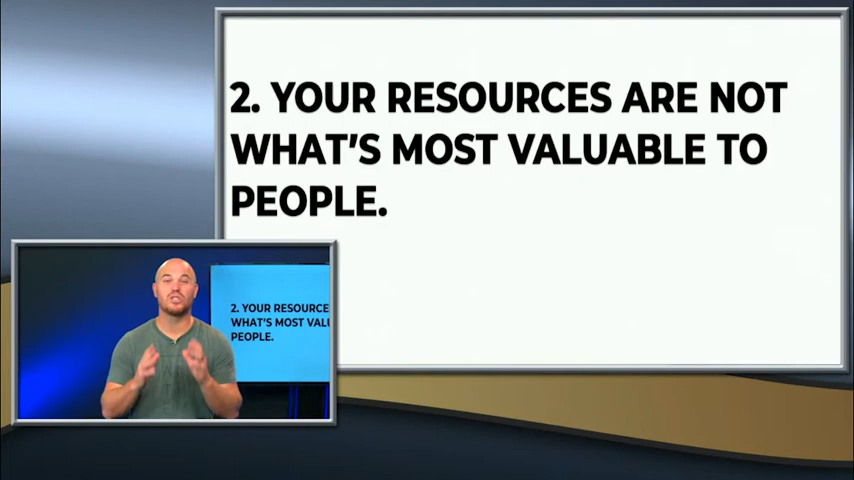 2. YOUR RESOURCES ARE NOT
WHAT'S MOST VALUABLE TO
PEOPLE.
2. YOUR RESOURCE
WHAT'S MOST VALU
PEOPLE.